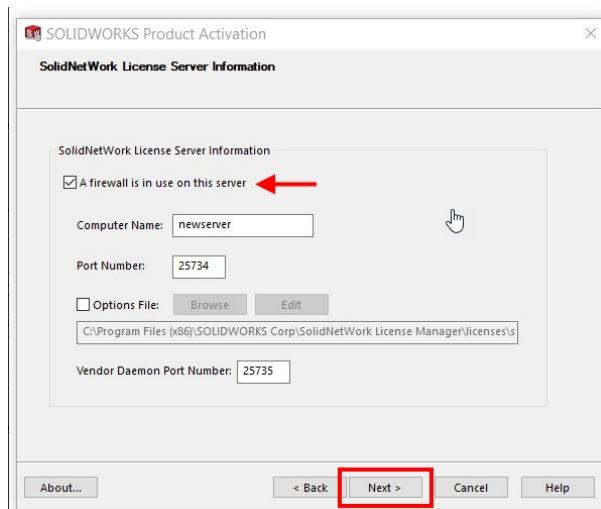 SOLIDWORKS Product Activation
SolidNetWork License Server Information
SolidNetWork License Server Information
A firewall is in use on this server
Computer Name: newserver
Port Number: 25734
Options File: Browse Edit
C:\Program Files (x86)\SOLIDWORKS Corp\SolidNetWork License Manager\licenses\s
Vendor Daemon Port Number: 25735
About... < Back Next > Cancel Help